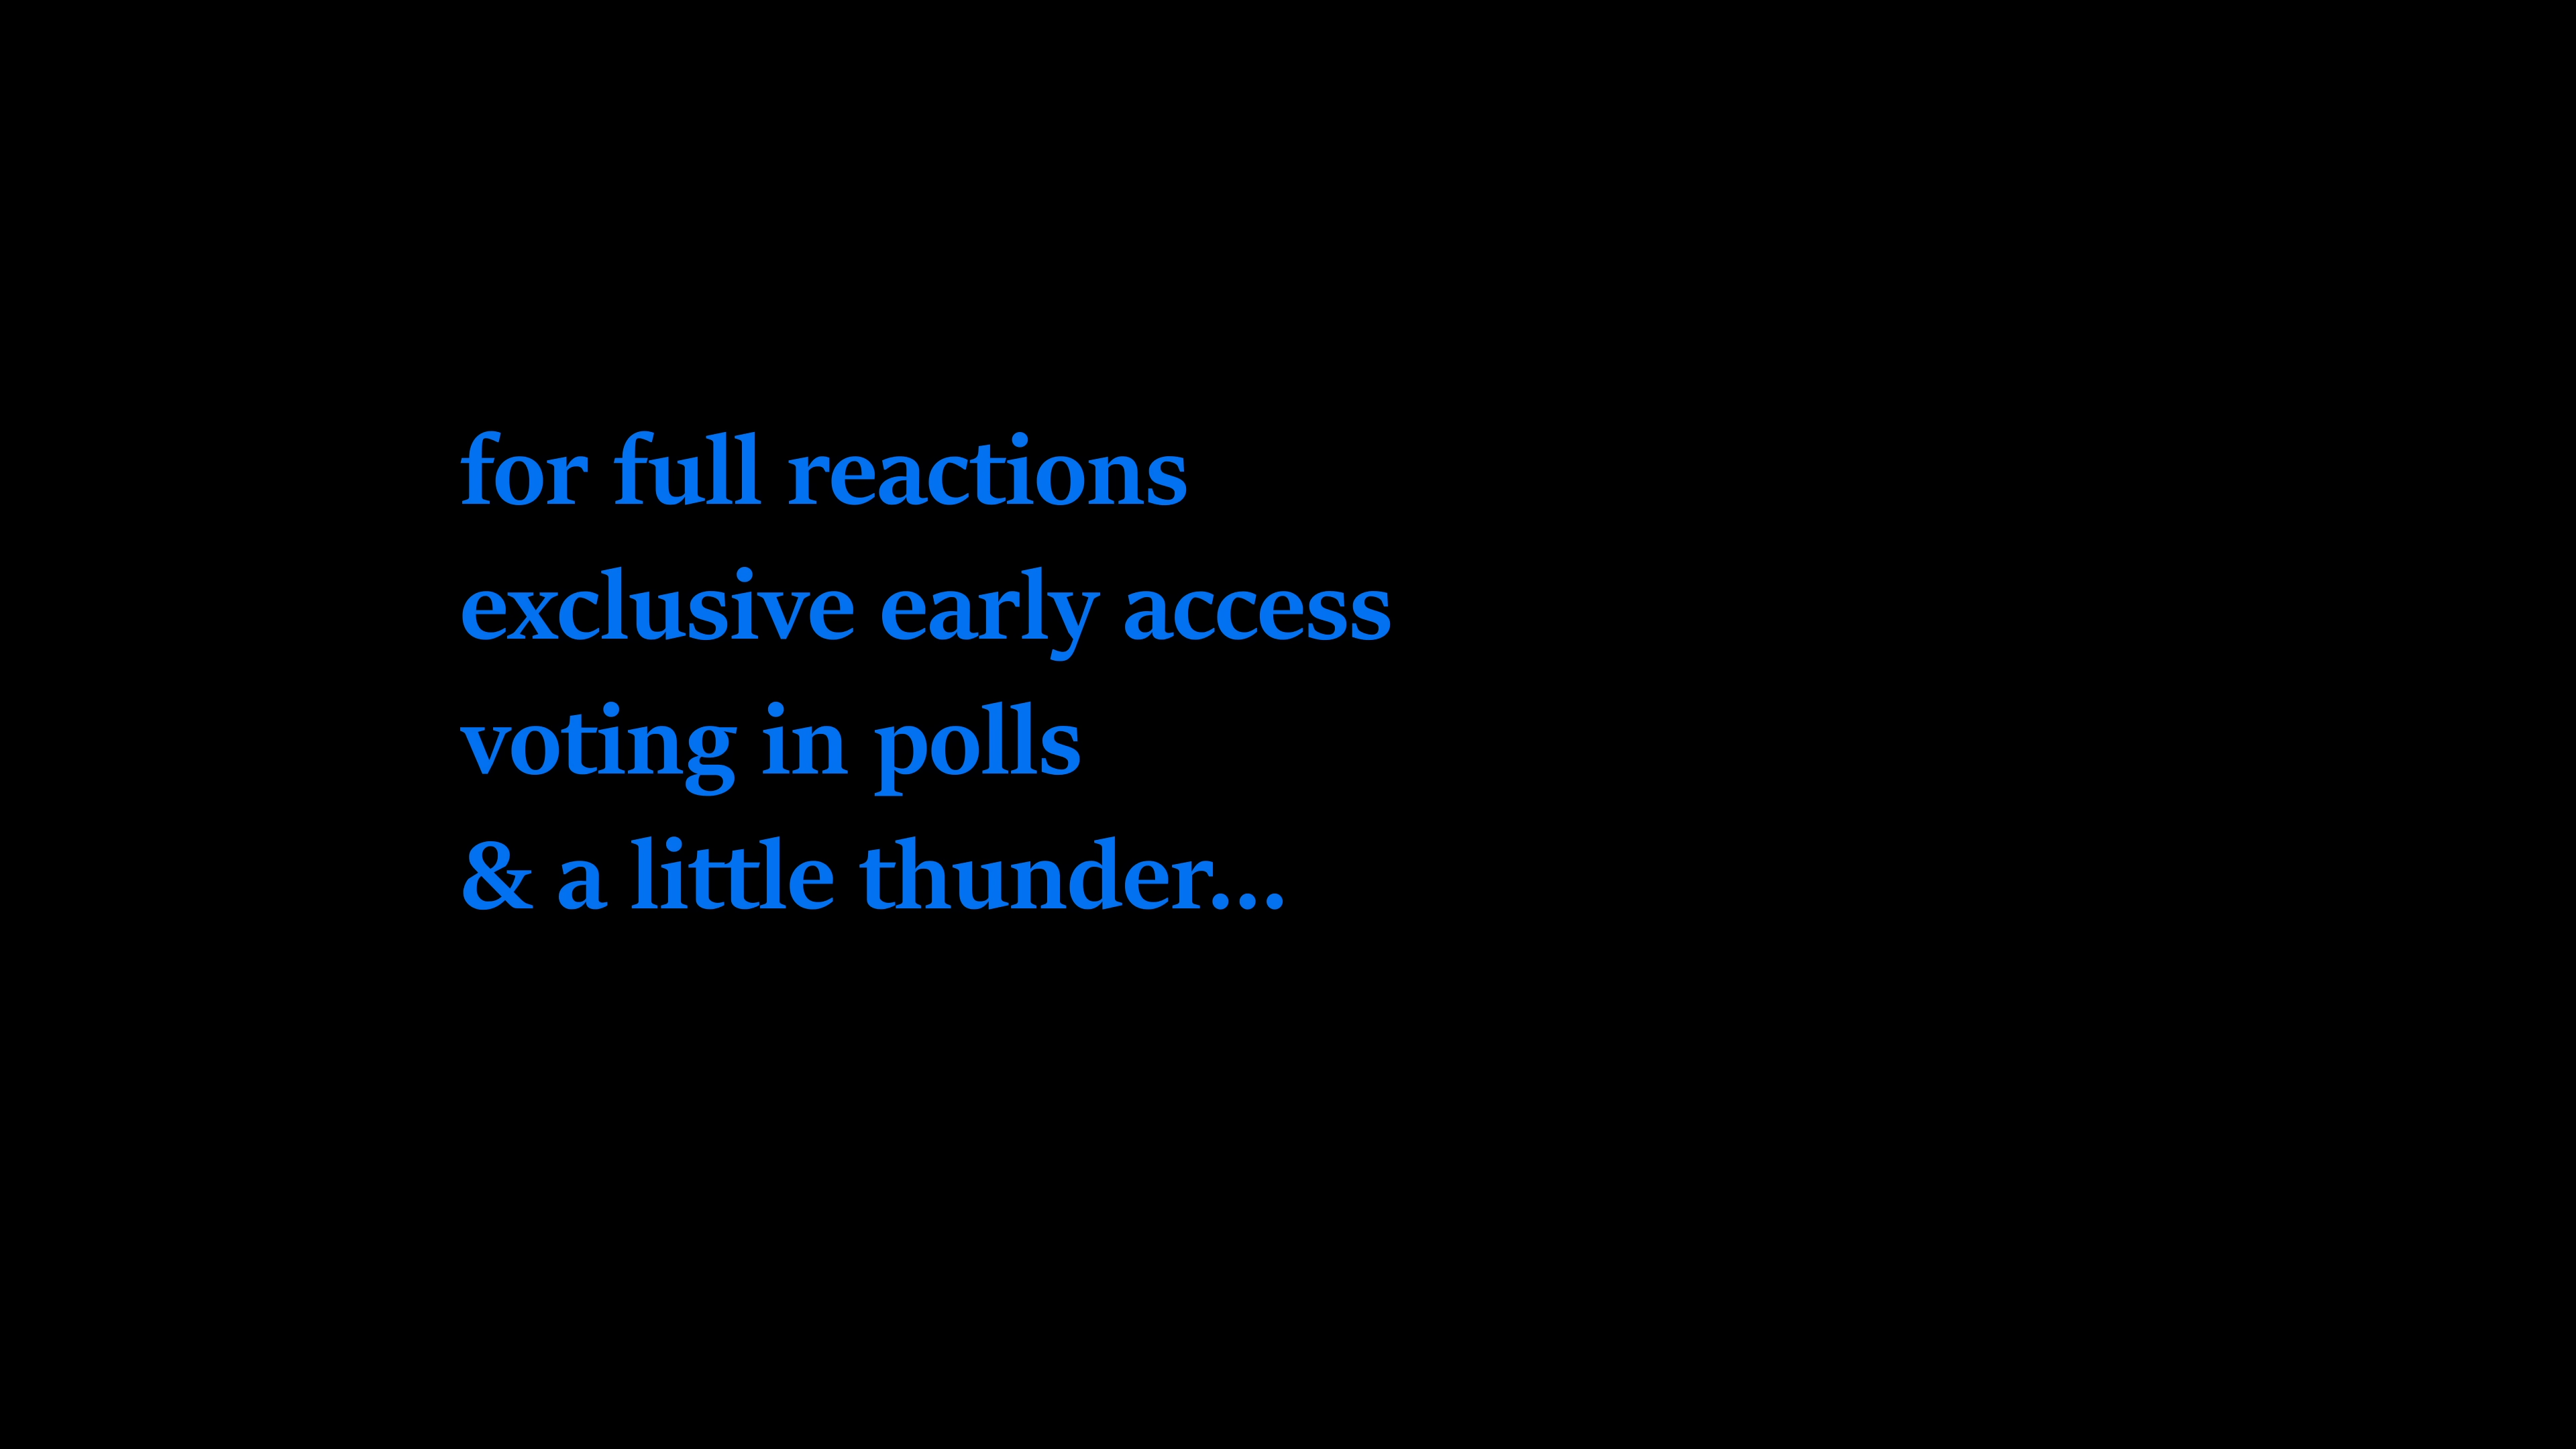 for full reactions
exclusive early access
voting in polls
& a little thunder...